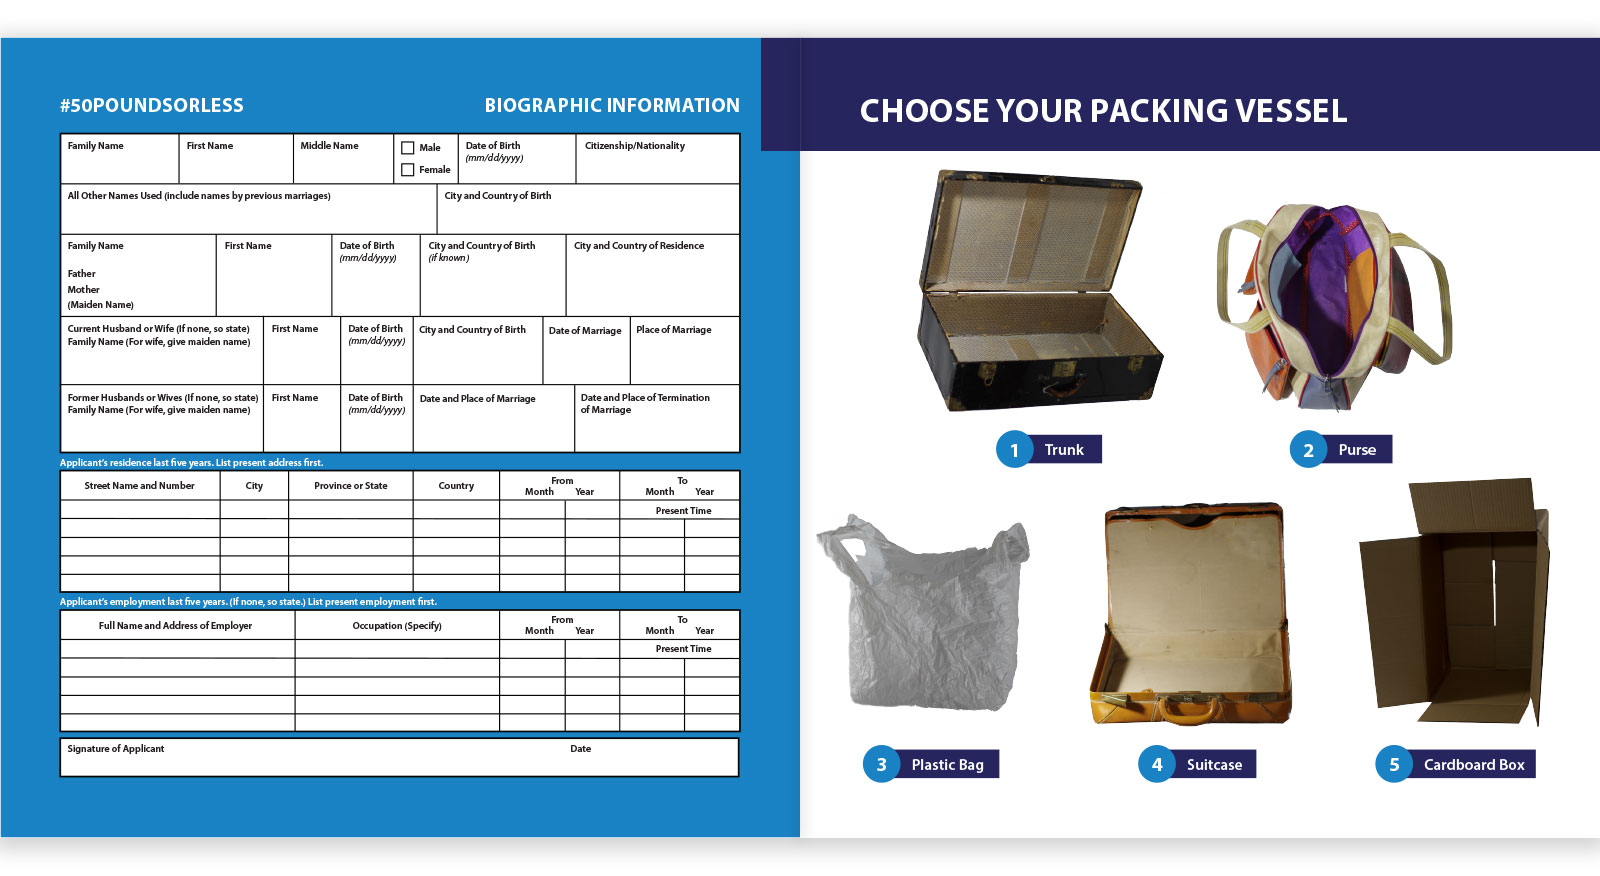 #50POUNDSORLESS
BIOGRAPHIC INFORMATION
Family Name
First Name
Middle Name
Male
Female
Date of Birth
(mm/dd/yyyy)
Citizenship/Nationality
All Other Names Used (include names by previous marriages)
City and Country of Birth
Family Name
Father
Mother
(Maiden Name)
First Name
Date of Birth
(mm/dd/yyyy)
City and Country of Birth
(if known)
City and Country of Residence
Current Husband or Wife (If none, so state)
Family Name (For wife, give maiden name)
First Name
Date of Birth
(mm/dd/yyyy)
City and Country of Birth
Date of Marriage
Place of Marriage
Former Husbands or Wives (If none, so state)
Family Name (For wife, give maiden name)
First Name
Date of Birth
(mm/dd/yyyy)
Date and Place of Marriage
Date and Place of Termination
of Marriage
Applicant's residence last five years. List present address first.
Street Name and Number
City
Province or State
Country
From
Month Year
To
Month Year
Present Time
Applicant's employment last five years. (If none, so state.) List present employment first.
Full Name and Address of Employer
Occupation (Specify)
From
Month Year
To
Month Year
Present Time
Signature of Applicant
Date
CHOOSE YOUR PACKING VESSEL
1 Trunk
2 Purse
3 Plastic Bag
4 Suitcase
5 Cardboard Box